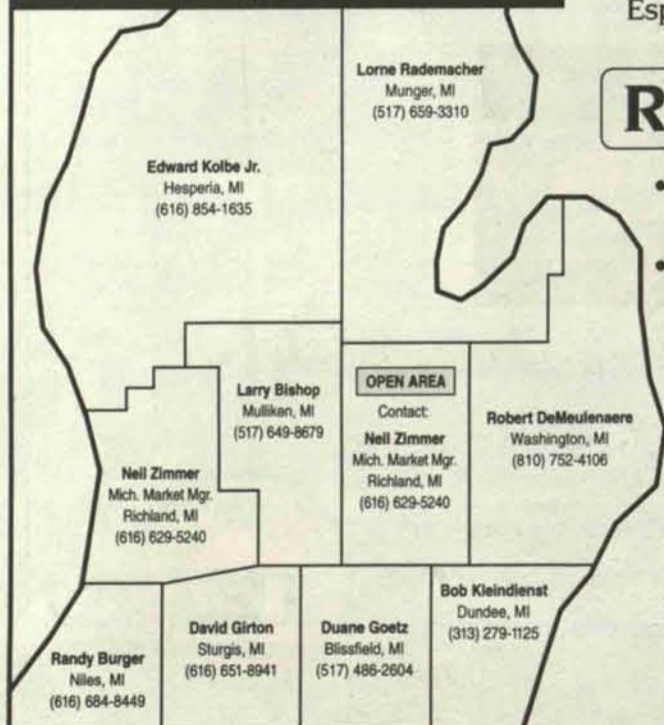 Esp
R
•
•
Lorne Rademacher
Munger, MI
(517) 659-3310
Edward Kolbe Jr.
Hesperia, MI
(616) 854-1635
Larry Bishop
Mulliken, MI
(517) 649-8679
OPEN AREA
Contact:
Neil Zimmer
Mich. Market Mgr.
Richland, MI
(616) 629-5240
Robert DeMeulenaere
Washington, MI
(810) 752-4106
Neil Zimmer
Mich. Market Mgr.
Richland, MI
(616) 629-5240
Randy Burger
Niles, MI
(616) 684-8449
David Girton
Sturgis, MI
(616) 651-8941
Duane Goetz
Blissfield, MI
(517) 486-2604
Bob Kleindienst
Dundee, MI
(313) 279-1125